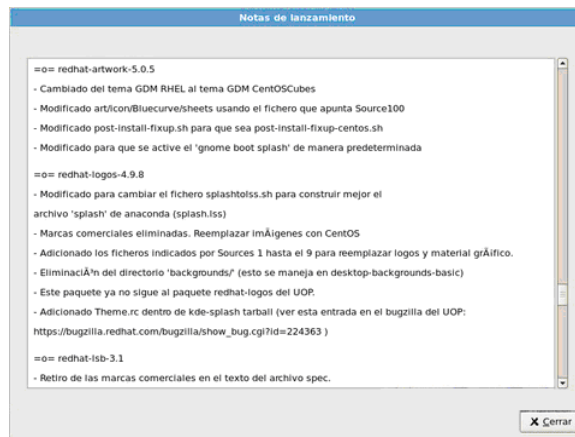 Notas de lanzamiento
=o= redhat-artwork-5.0.5
- Cambiado del tema GDM RHEL al tema GDM CentOSCubes
- Modificado art/icon/Bluecurve/sheets usando el fichero que apunta Source100
- Modificado post-install-fixup.sh para que sea post-install-fixup-centos.sh
- Modificado para que se active el 'gnome boot splash' de manera predeterminada
=o= redhat-logos-4.9.8
- Modificado para cambiar el fichero splashtolss.sh para construir mejor el
archivo 'splash' de anaconda (splash.lss)
- Marcas comerciales eliminadas. Reemplazar imÃigenes con CentOS
- Adicionado los ficheros indicados por Sources 1 hasta el 9 para reemplazar logos y material grÃifico.
- EliminaciÃ³n del directorio 'backgrounds/' (esto se maneja en desktop-backgrounds-basic)
- Este paquete ya no sigue al paquete redhat-logos del UOP.
- Adicionado Theme.rc dentro de kde-splash tarball (ver esta entrada en el bugzilla del UOP:
https://bugzilla.redhat.com/bugzilla/show_bug.cgi?id=224363 )
=o= redhat-lsb-3.1
- Retiro de las marcas comerciales en el texto del archivo spec.
Cerrar